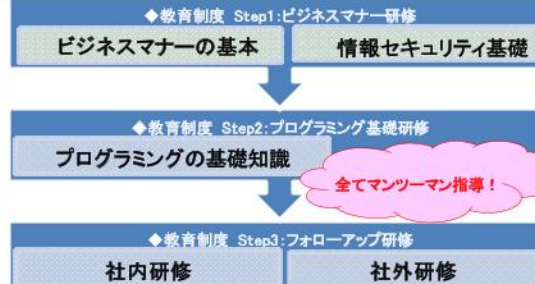 ◆教育制度 Step1:ビジネスマナー研修
ビジネスマナーの基本 情報セキュリティ基礎
◆教育制度 Step2:プログラミング基礎研修
プログラミングの基礎知識
全てマンツーマン指導！
◆教育制度 Step3:フォローアップ研修
社内研修 社外研修